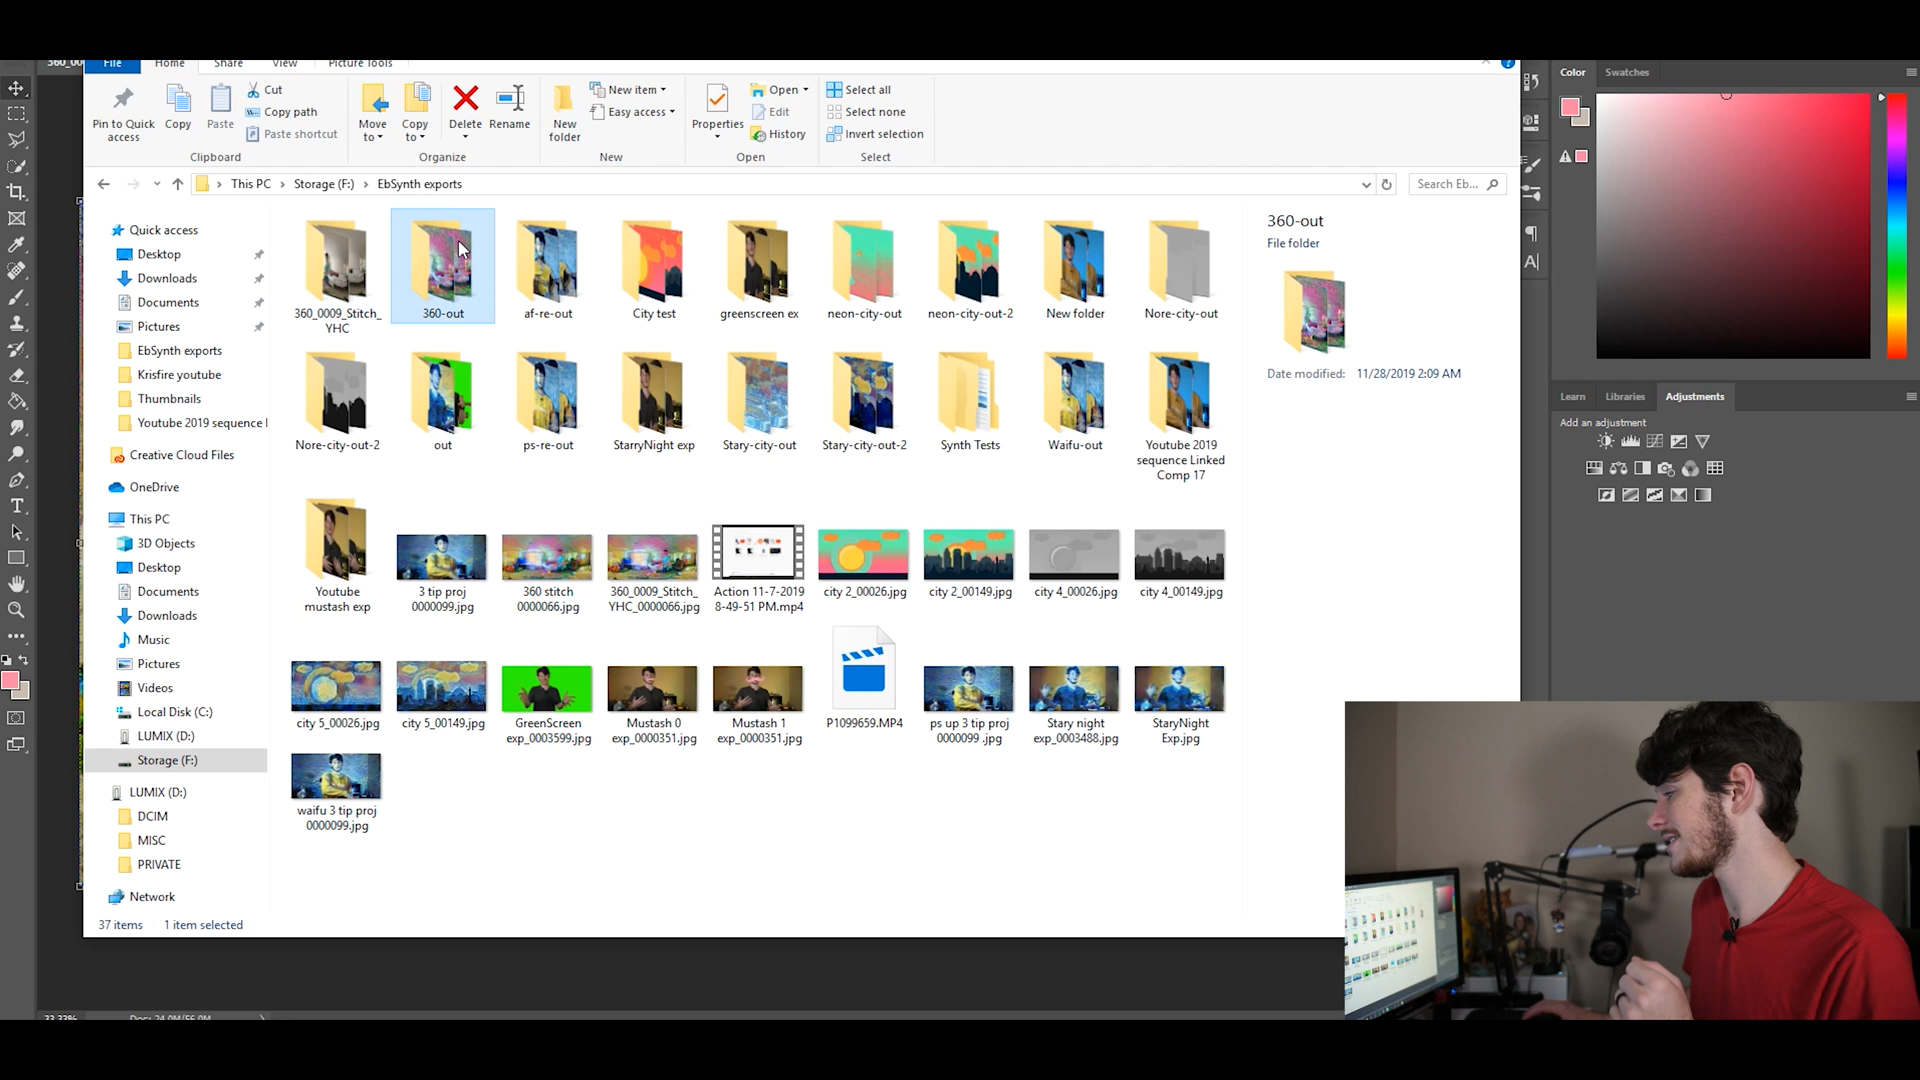 360_00
File
Home
Share
View
Picture Tools
Pin to Quick access
Copy
Paste
Cut
Copy path
Paste shortcut
Clipboard
Move to
Copy to
Delete
Rename
Organize
New folder
New item
Easy access
New
Properties
Open
Edit
History
Open
Select all
Select none
Invert selection
Select
This PC > Storage (F:) > EbSynth exports
Search Eb...
Quick access
Desktop
Downloads
Documents
Pictures
EbSynth exports
Krisfire youtube
Thumbnails
Youtube 2019 sequence l
Creative Cloud Files
OneDrive
This PC
3D Objects
Desktop
Documents
Downloads
Music
Pictures
Videos
Local Disk (C:)
LUMIX (D:)
Storage (F:)
LUMIX (D:)
DCIM
MISC
PRIVATE
Network
37 items
1 item selected
360_0009_Stitch_
YHC
360-out
af-re-out
City test
greenscreen ex
neon-city-out
neon-city-out-2
New folder
Nore-city-out
Nore-city-out-2
out
ps-re-out
StarryNight exp
Stary-city-out
Stary-city-out-2
Synth Tests
Waifu-out
Youtube 2019
sequence Linked
Comp 17
Youtube
mustash exp
3 tip proj
0000099.jpg
360 stitch
0000066.jpg
360_0009_Stitch_
YHC_0000066.jpg
Action 11-7-2019
8-49-51 PM.mp4
city 2_00026.jpg
city 2_00149.jpg
city 4_00026.jpg
city 4_00149.jpg
city 5_00026.jpg
city 5_00149.jpg
GreenScreen
exp_0003599.jpg
Mustash 0
exp_0000351.jpg
Mustash 1
exp_0000351.jpg
P1099659.MP4
ps up 3 tip proj
0000099 .jpg
Stary night
exp_0003488.jpg
StaryNight
Exp.jpg
waifu 3 tip proj
0000099.jpg
360-out
File folder
Date modified: 11/28/2019 2:09 AM
Color
Swatches
Learn
Libraries
Adjustments
Add an adjustment
33.33%
Doc: 24.0M/56.0M